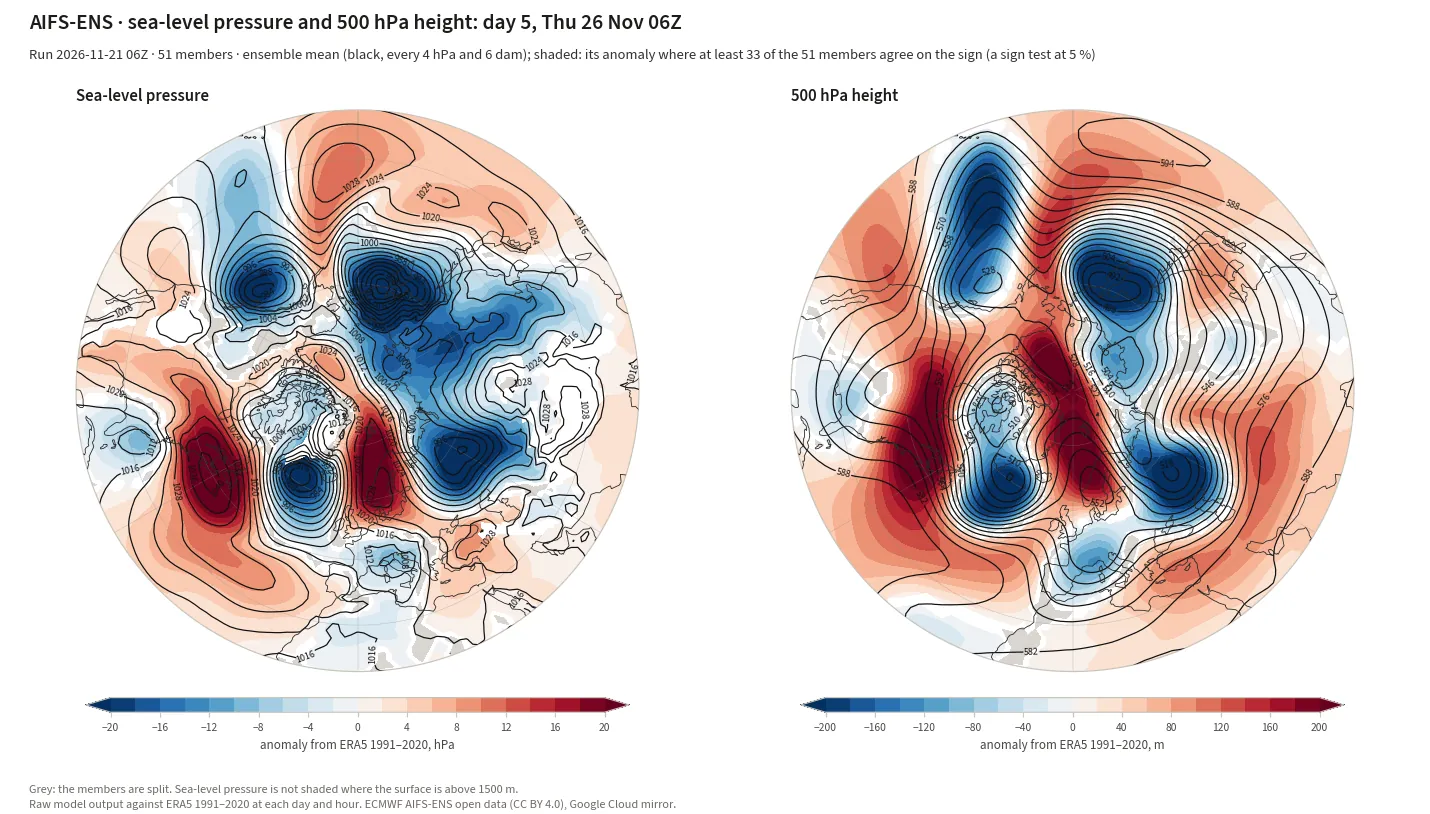 AIFS-ENS · sea-level pressure and 500 hPa height: day 5, Thu 26 Nov 06Z
Run 2026-11-21 06Z · 51 members · ensemble mean (black, every 4 hPa and 6 dam); shaded: its anomaly where at least 33 of the 51 members agree on the sign (a sign test at 5 %)
Sea-level pressure
500 hPa height
−20 −16 −12 −8 −4 0 4 8 12 16 20
anomaly from ERA5 1991–2020, hPa
−200 −160 −120 −80 −40 0 40 80 120 160 200
anomaly from ERA5 1991–2020, m
Grey: the members are split. Sea-level pressure is not shaded where the surface is above 1500 m.
Raw model output against ERA5 1991–2020 at each day and hour. ECMWF AIFS-ENS open data (CC BY 4.0), Google Cloud mirror.